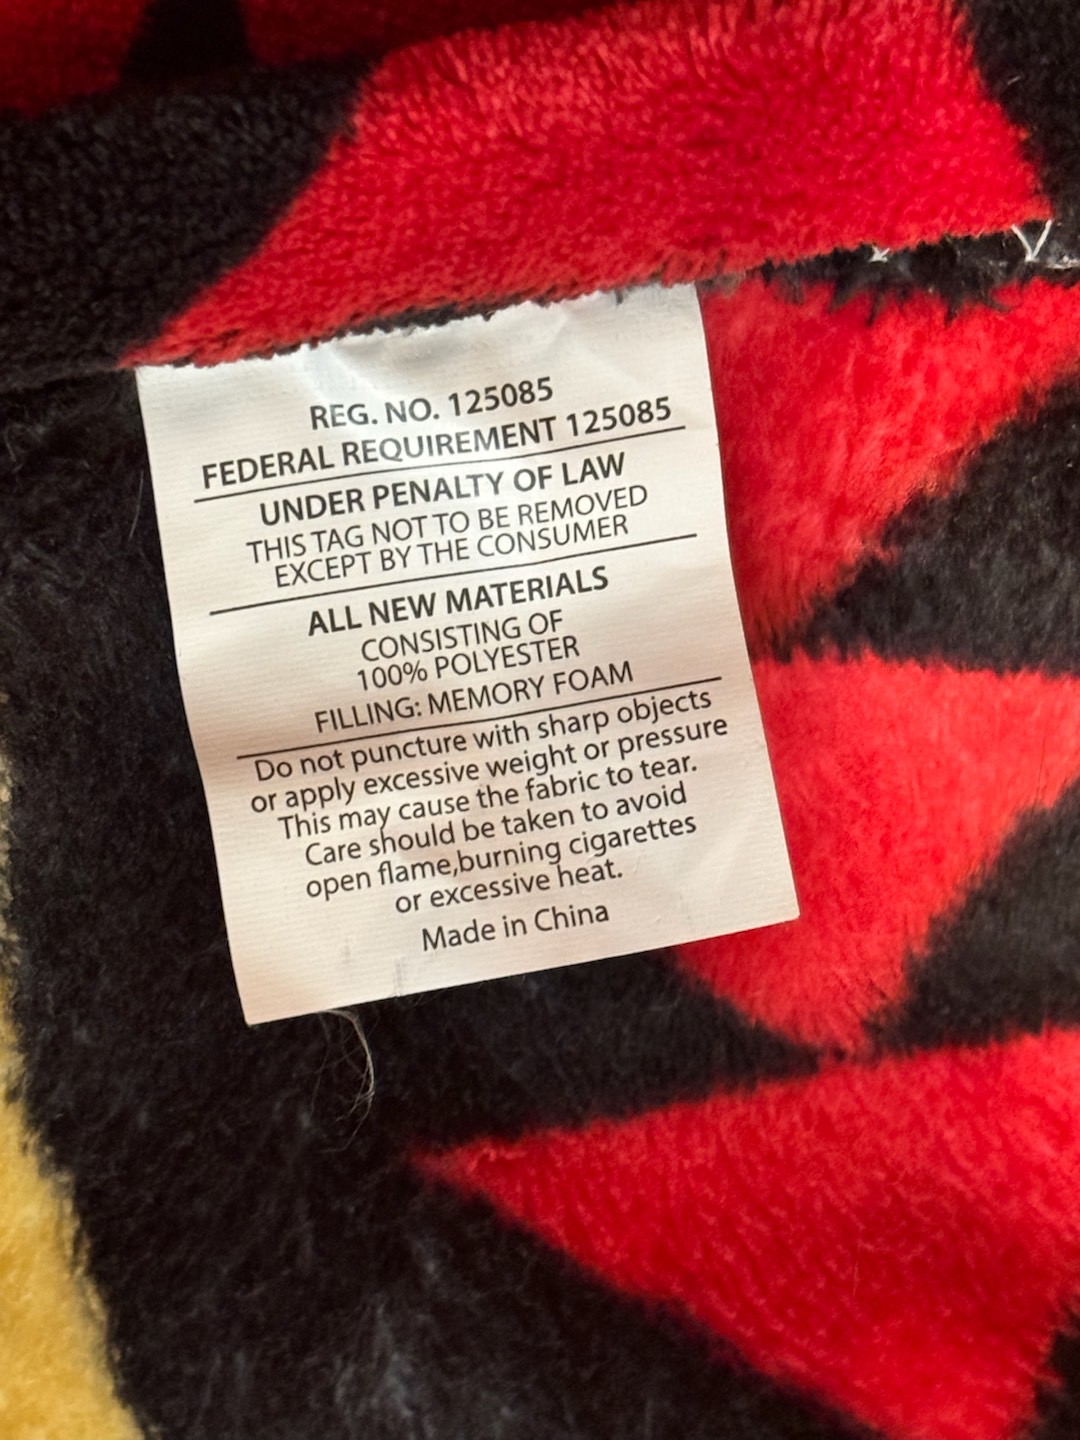 REG. NO. 125085
FEDERAL REQUIREMENT 125085
UNDER PENALTY OF LAW
THIS TAG NOT TO BE REMOVED
EXCEPT BY THE CONSUMER
ALL NEW MATERIALS
CONSISTING OF
100% POLYESTER
FILLING: MEMORY FOAM
Do not puncture with sharp objects
or apply excessive weight or pressure
This may cause the fabric to tear.
Care should be taken to avoid
open flame,burning cigarettes
or excessive heat.
Made in China